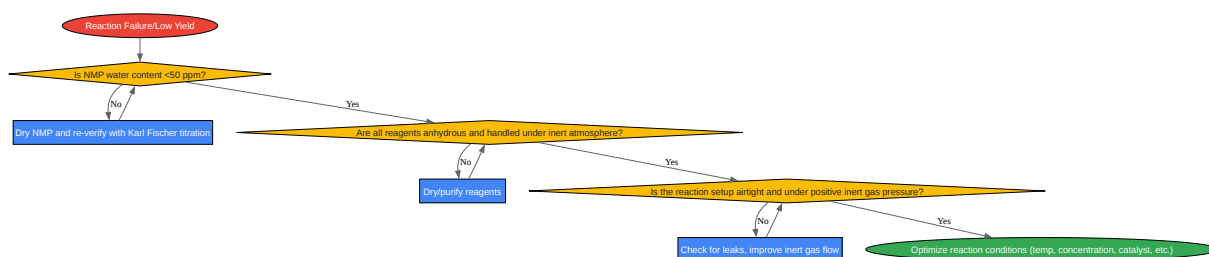 Reaction Failure/Low Yield
Is NMP water content <50 ppm?
No
Yes
Dry NMP and re-verify with Karl Fischer titration
Are all reagents anhydrous and handled under inert atmosphere?
No
Yes
Dry/purify reagents
Is the reaction setup airtight and under positive inert gas pressure?
No
Yes
Check for leaks, improve inert gas flow
Optimize reaction conditions (temp, concentration, catalyst, etc.)